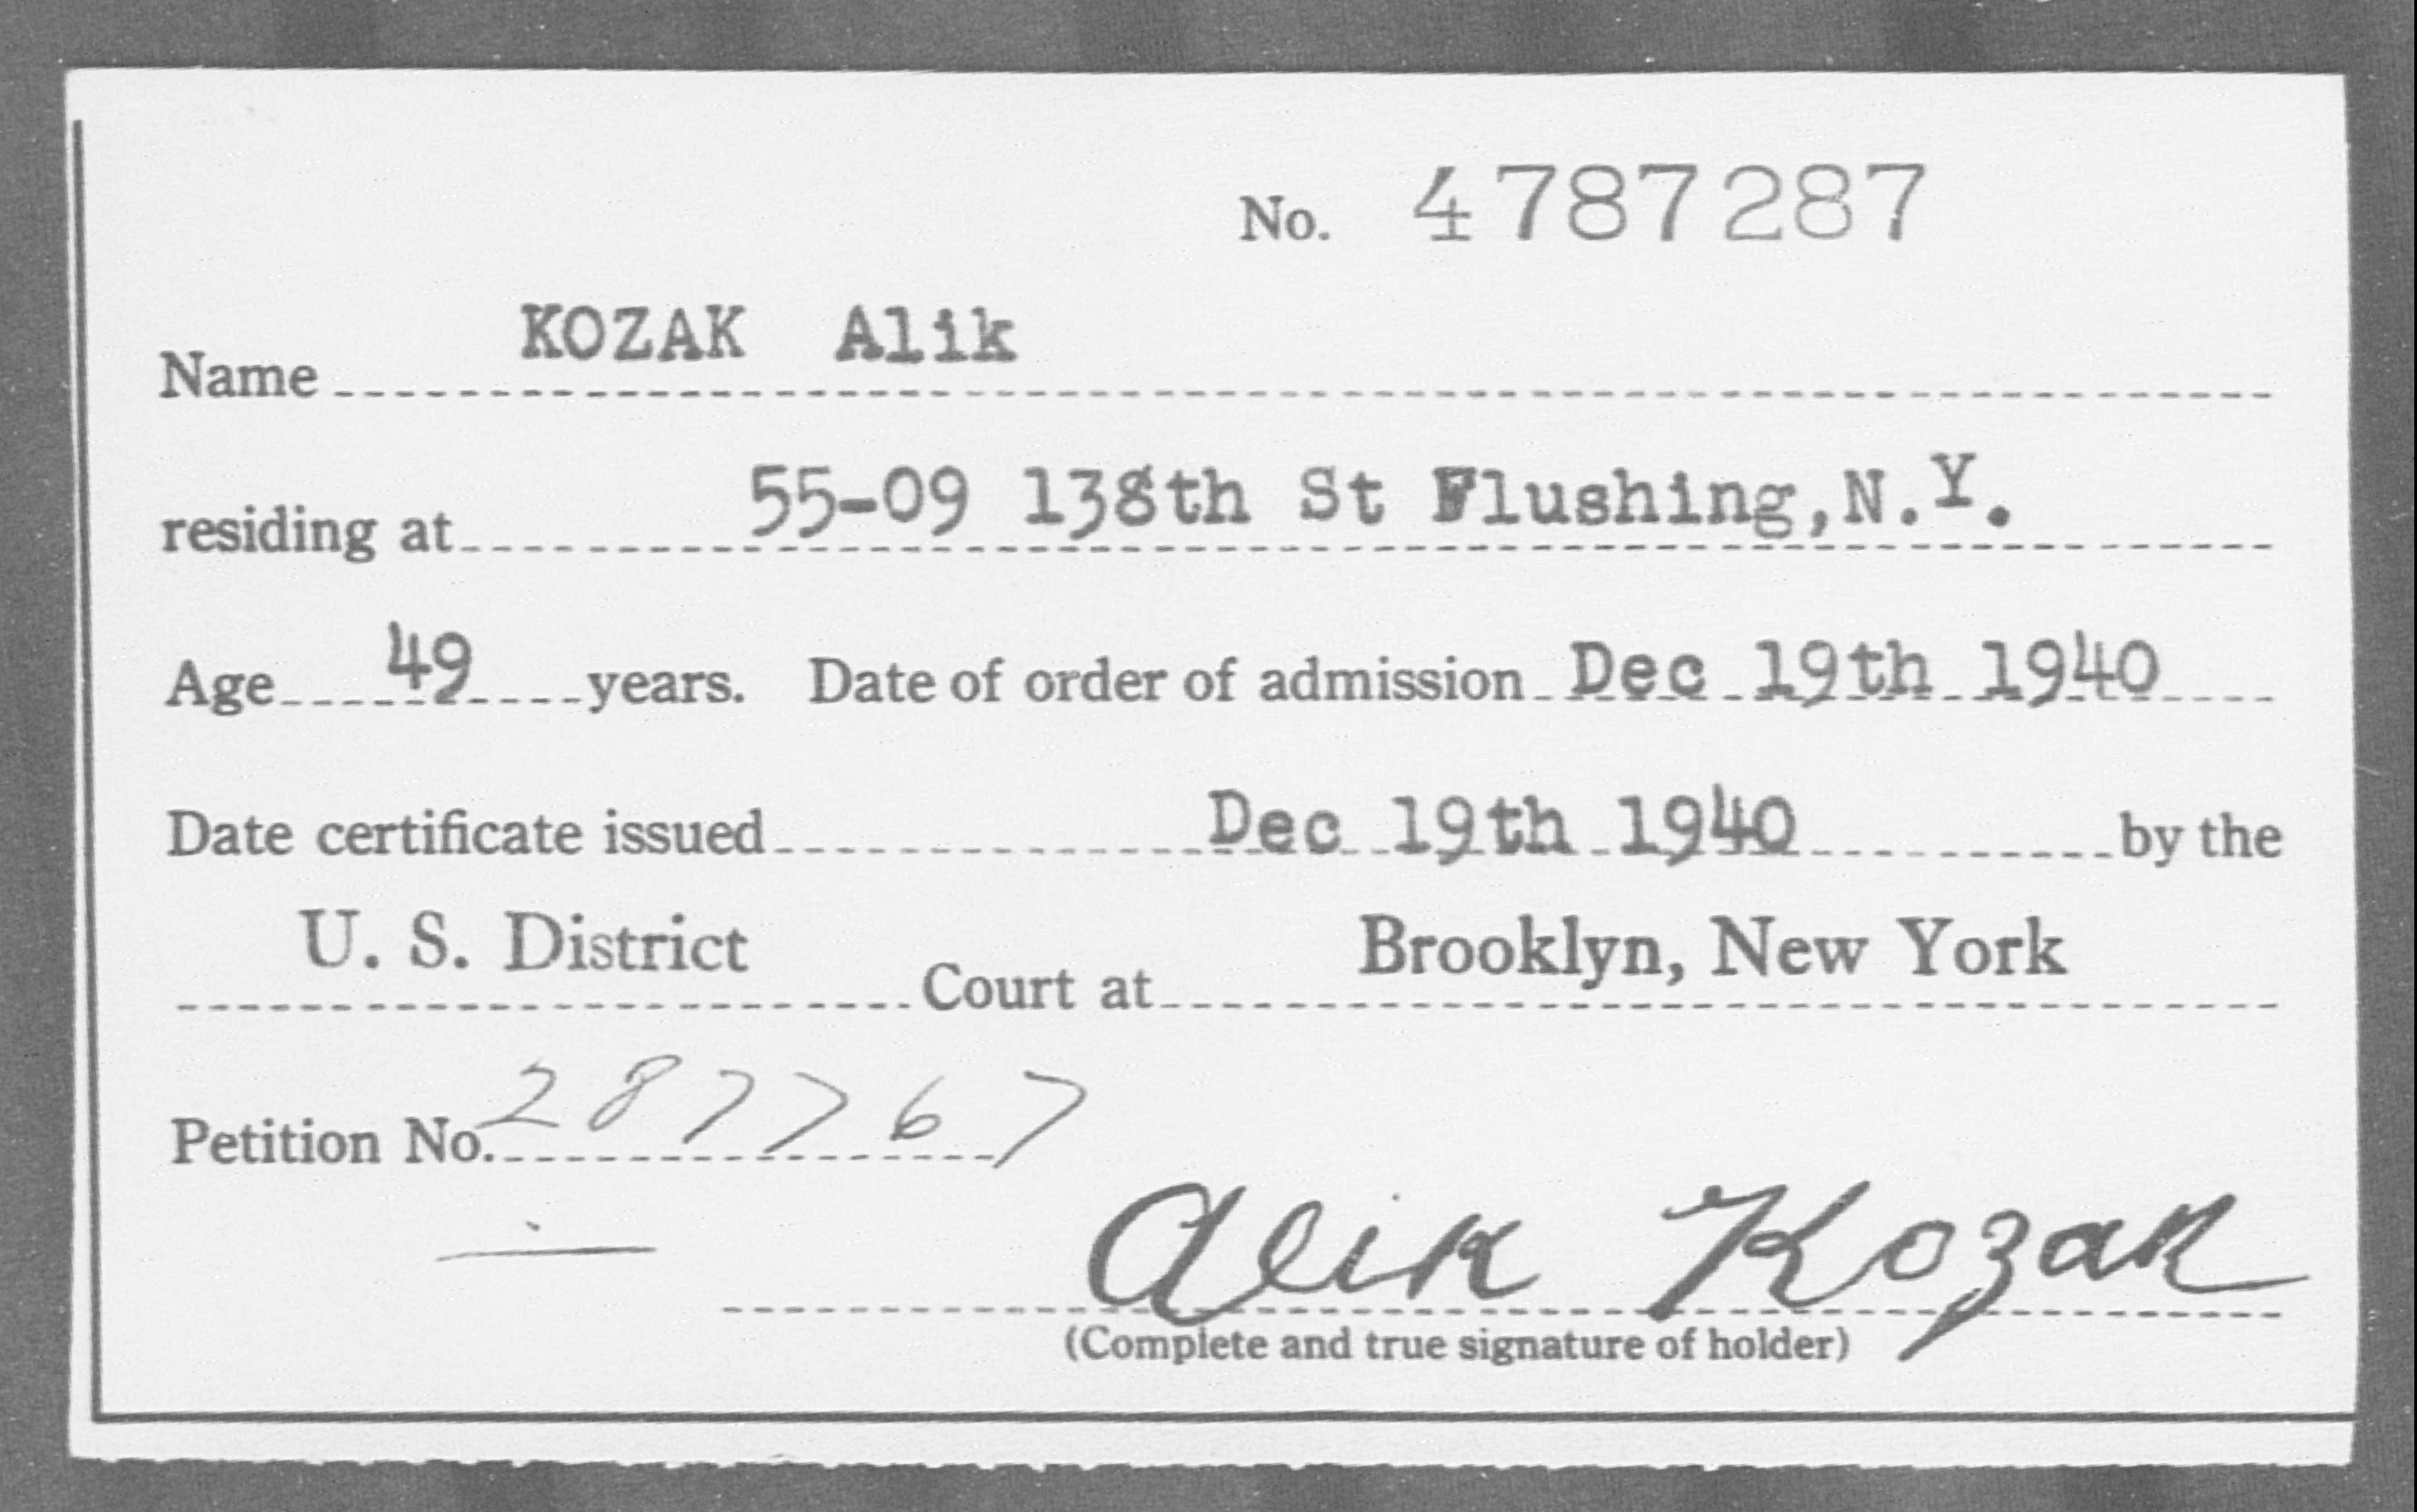 No. 4787287
Name KOZAK Alik
residing at 55-09 138th St Flushing,N.Y.
Age 49 years. Date of order of admission Dec 19th 1940
Date certificate issued Dec 19th 1940 by the
U. S. District Court at Brooklyn, New York
Petition No. 287767
Alik Kozak
(Complete and true signature of holder)